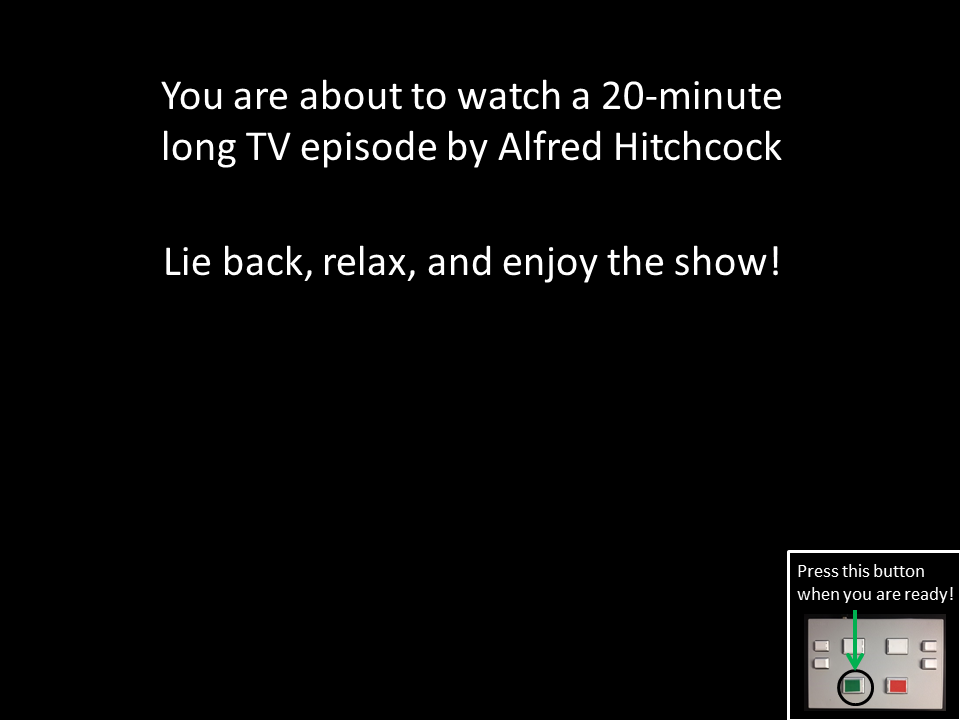 You are about to watch a 20-minute
long TV episode by Alfred Hitchcock
Lie back, relax, and enjoy the show!
Press this button
when you are ready!